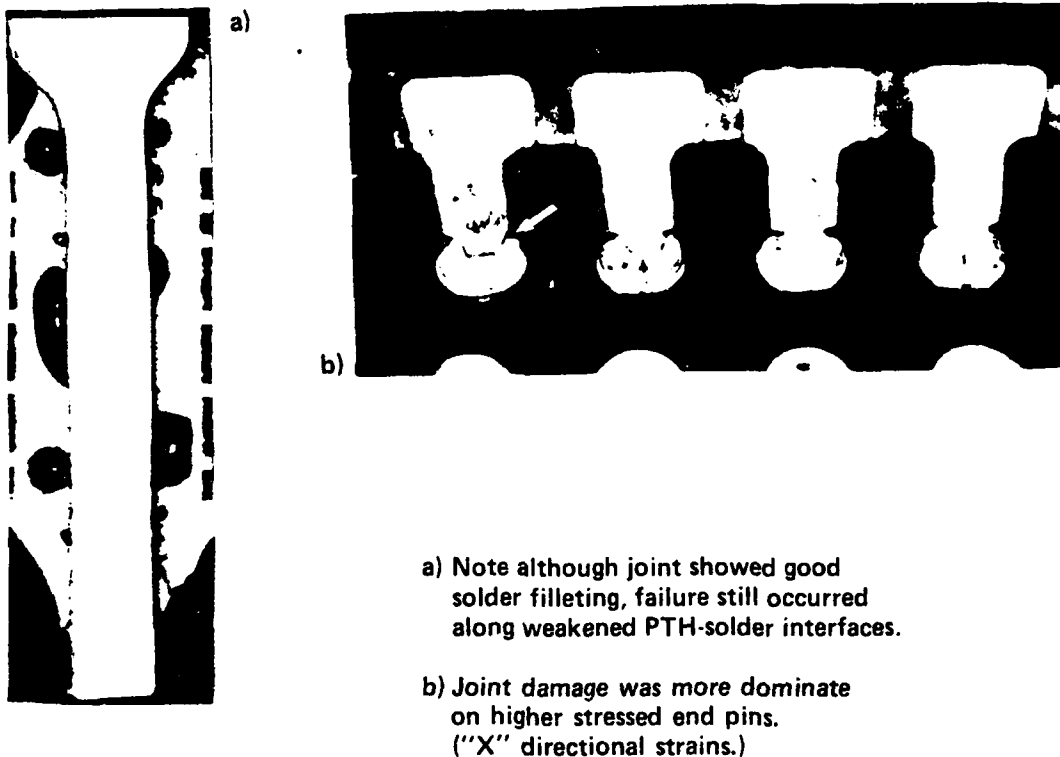 a)
b)
a) Note although joint showed good
solder filleting, failure still occurred
along weakened PTH-solder interfaces.
b) Joint damage was more dominate
on higher stressed end pins.
("X" directional strains.)